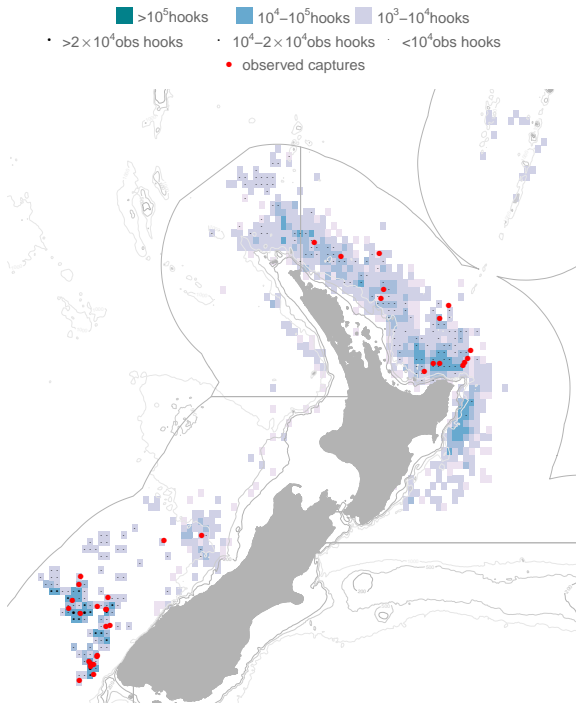 >10⁵hooks 10⁴–10⁵hooks 10³–10⁴hooks
>2×10⁴obs hooks 10⁴–2×10⁴obs hooks <10⁴obs hooks
observed captures